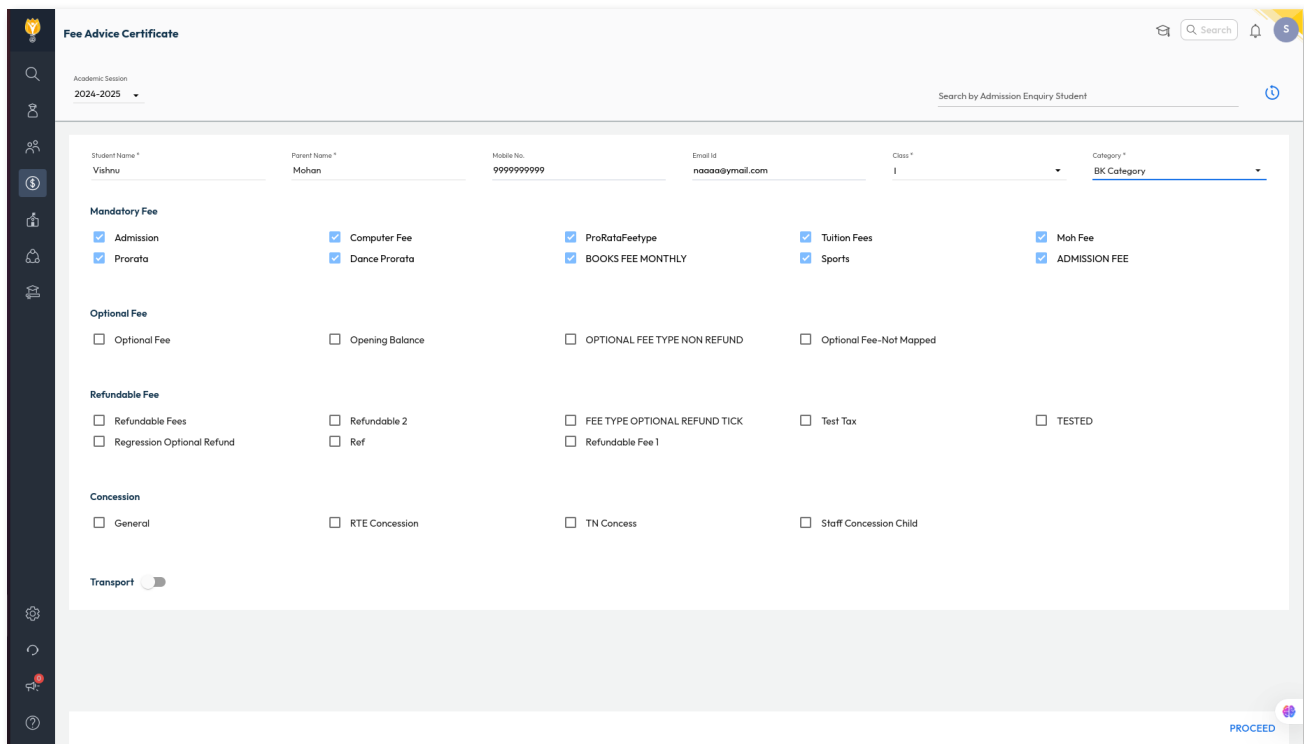 Fee Advice Certificate
Search
S
Academic Session
2024-2025
Search by Admission Enquiry Student
Student Name * Parent Name * Mobile No. Email Id Class * Category *
Vishnu Mohan 9999999999 naaaa@ymail.com I BK Category
Mandatory Fee
Admission Computer Fee ProRataFeetype Tuition Fees Moh Fee
Prorata Dance Prorata BOOKS FEE MONTHLY Sports ADMISSION FEE
Optional Fee
Optional Fee Opening Balance OPTIONAL FEE TYPE NON REFUND Optional Fee-Not Mapped
Refundable Fee
Refundable Fees Refundable 2 FEE TYPE OPTIONAL REFUND TICK Test Tax TESTED
Regression Optional Refund Ref Refundable Fee 1
Concession
General RTE Concession TN Concess Staff Concession Child
Transport
0
PROCEED